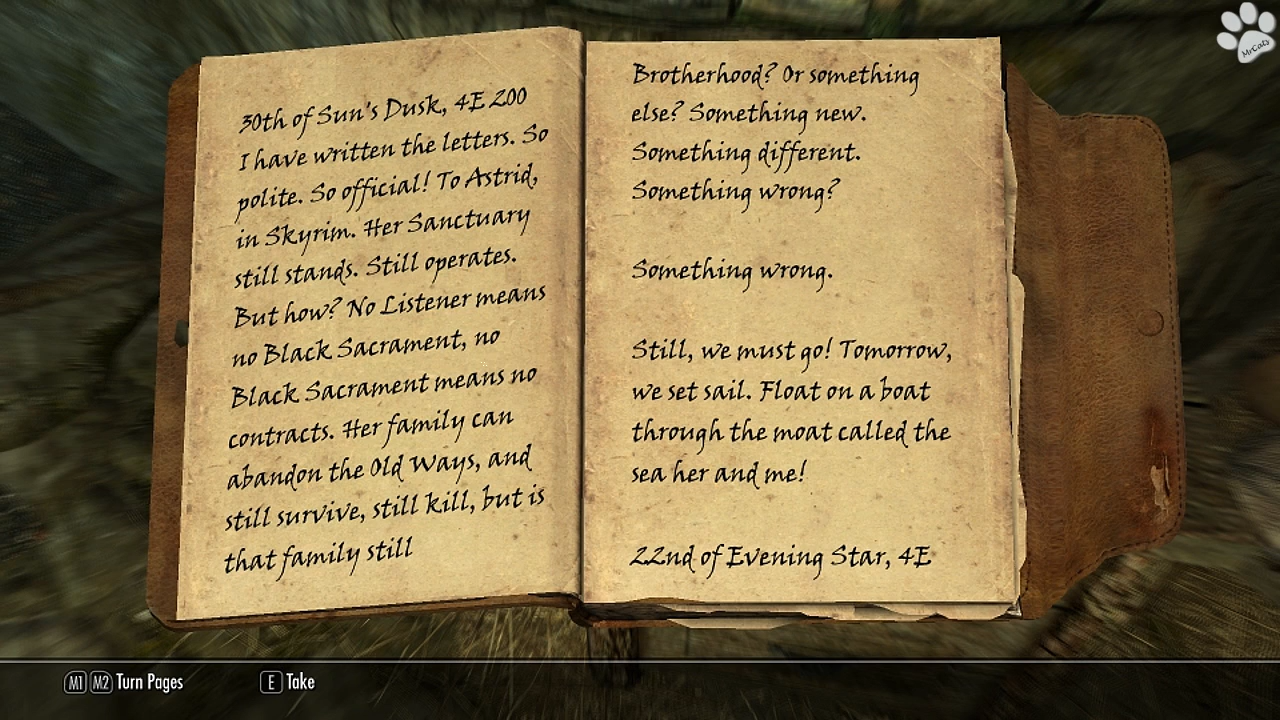 30th of Sun's Dusk, 4E 200
I have written the letters. So
polite. So official! To Astrid,
in Skyrim. Her Sanctuary
still stands. Still operates.
But how? No Listener means
no Black Sacrament, no
Black Sacrament means no
contracts. Her family can
abandon the Old Ways, and
still survive, still kill, but is
that family still
Brotherhood? Or something
else? Something new.
Something different.
Something wrong?
Something wrong.
Still, we must go! Tomorrow,
we set sail. Float on a boat
through the moat called the
sea her and me!
22nd of Evening Star, 4E
MrCats
M1 M2 Turn Pages
E Take